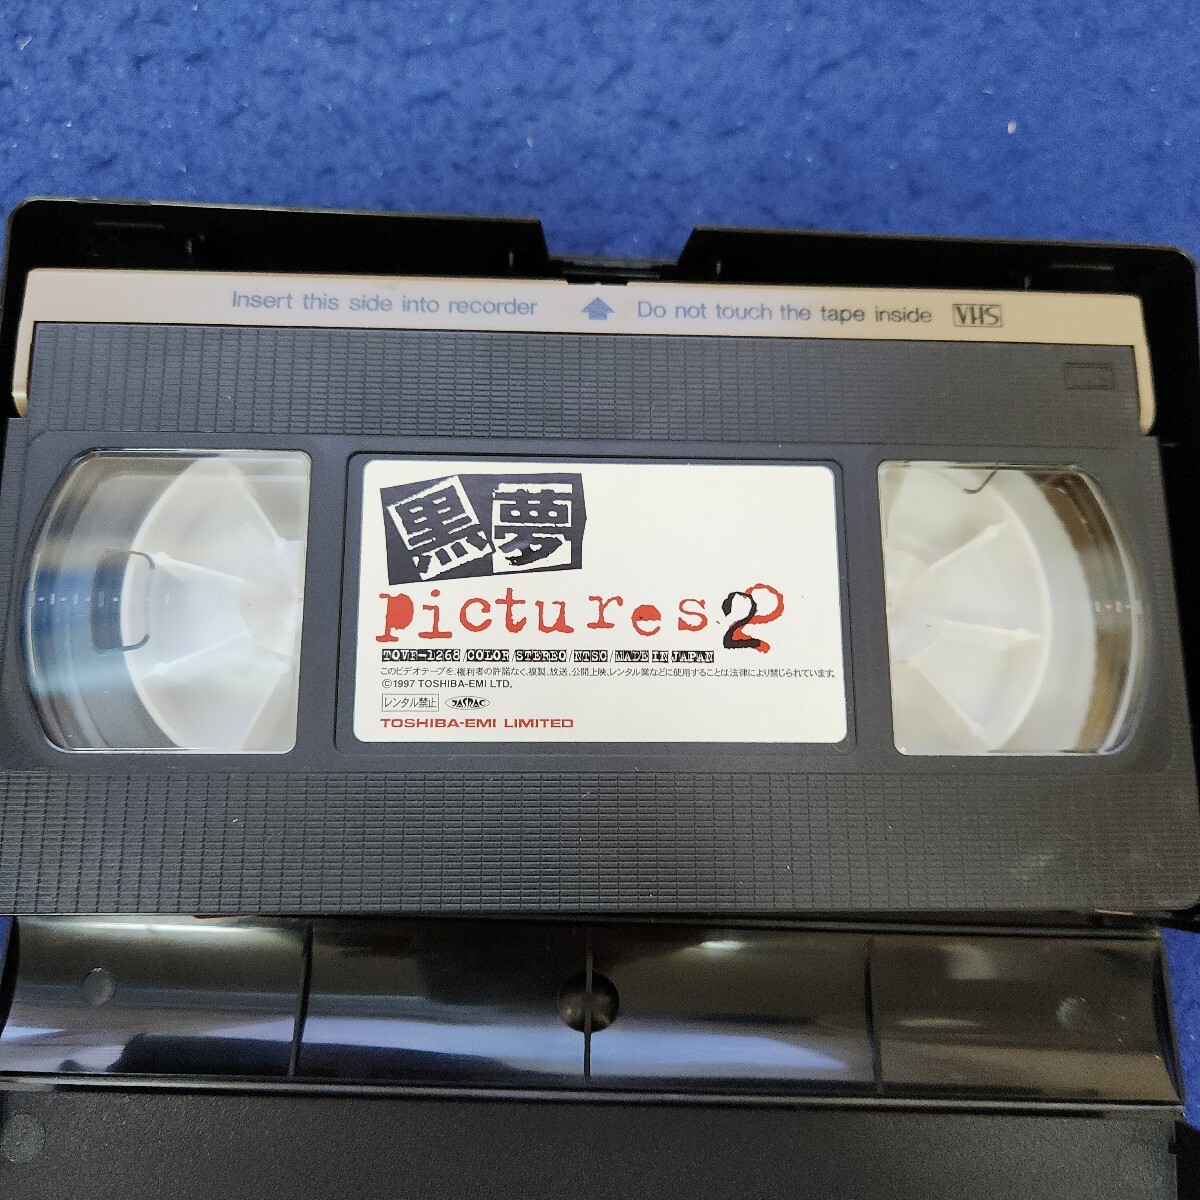 Insert this side into recorder Do not touch the tape inside VHS
黒夢
pictures2
TOVF-1268/COLOR/STEREO/NTSC/MADE IN JAPAN
このビデオテープを、権利者の許諾なく、複製、放送、公開上映、レンタル業などに使用することは法律により禁じられています。
©1997 TOSHIBA-EMI LTD.
レンタル禁止 JASRAC
TOSHIBA-EMI LIMITED